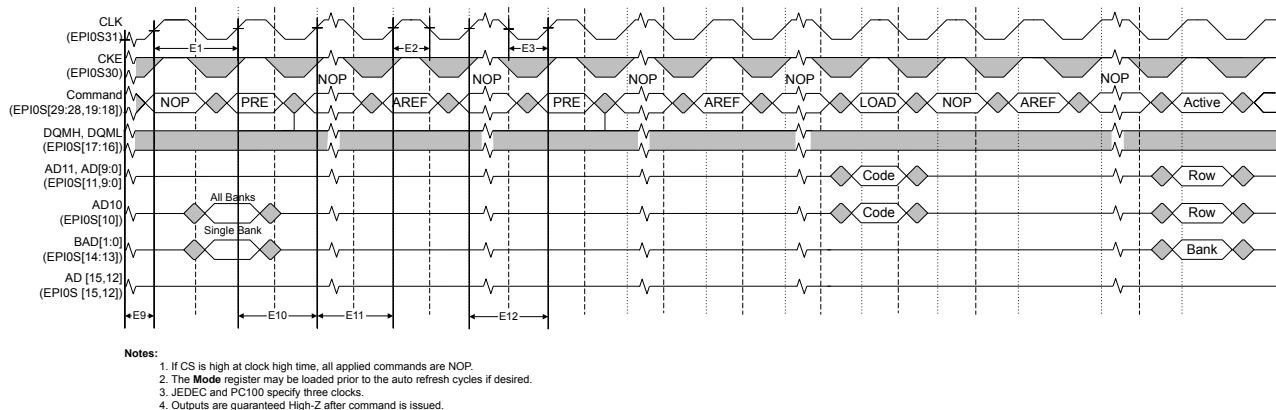 CLK
(EPI0S31)
E1
E2
E3
CKE
(EPI0S30)
NOP
NOP
NOP
NOP
NOP
Command
(EPI0S[29:28,19:18])
NOP
PRE
AREF
PRE
AREF
LOAD
NOP
AREF
Active
DQMH, DQML
(EPI0S[17:16])
AD11, AD[9:0]
(EPI0S[11,9:0])
Code
Row
All Banks
AD10
(EPI0S[10])
Code
Row
Single Bank
BAD[1:0]
(EPI0S[14:13])
Bank
AD [15,12]
(EPI0S [15,12])
E9
E10
E11
E12
Notes:
1. If CS is high at clock high time, all applied commands are NOP.
2. The Mode register may be loaded prior to the auto refresh cycles if desired.
3. JEDEC and PC100 specify three clocks.
4. Outputs are guaranteed High-Z after command is issued.